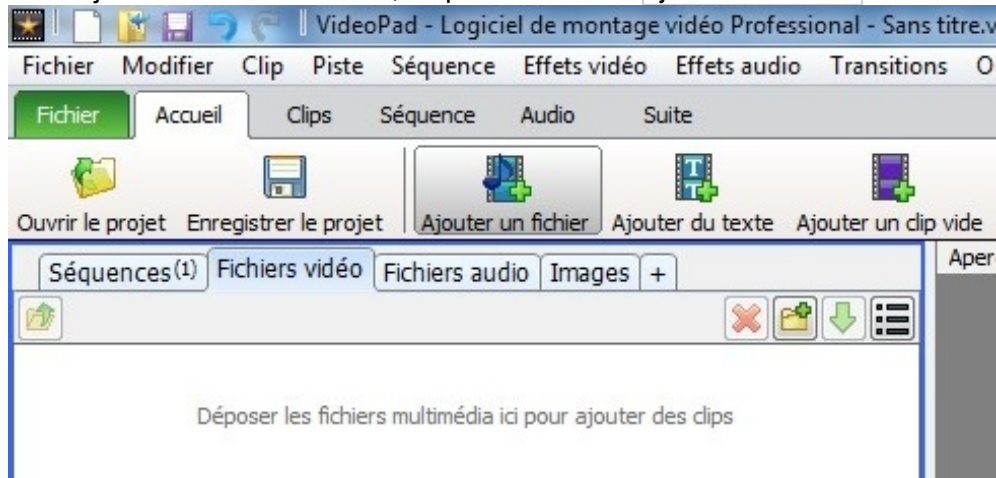 VideoPad - Logiciel de montage vidéo Professional - Sans titre.v
Fichier Modifier Clip Piste Séquence Effets vidéo Effets audio Transitions O
Fichier Accueil Clips Séquence Audio Suite
Ouvrir le projet Enregistrer le projet Ajouter un fichier Ajouter du texte Ajouter un clip vide
Séquences(1) Fichiers vidéo Fichiers audio Images + Aper
Déposer les fichiers multimédia ici pour ajouter des clips